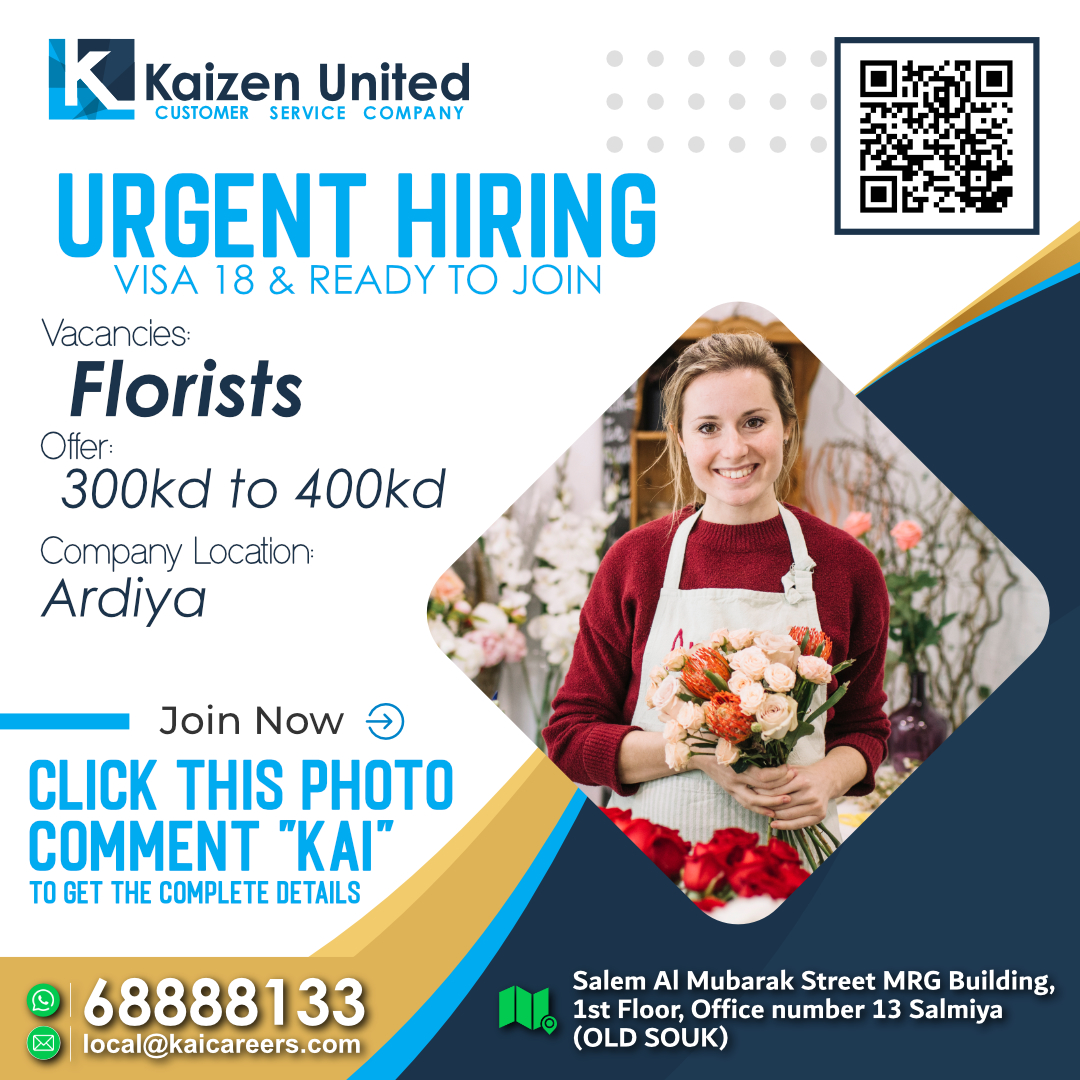 K Kaizen United
CUSTOMER SERVICE COMPANY
URGENT HIRING
VISA 18 & READY TO JOIN
Vacancies:
Florists
Offer:
300kd to 400kd
Company Location:
Ardiya
Join Now
CLICK THIS PHOTO
COMMENT "KAI"
TO GET THE COMPLETE DETAILS
68888133
local@kaicareers.com
Salem Al Mubarak Street MRG Building,
1st Floor, Office number 13 Salmiya
(OLD SOUK)